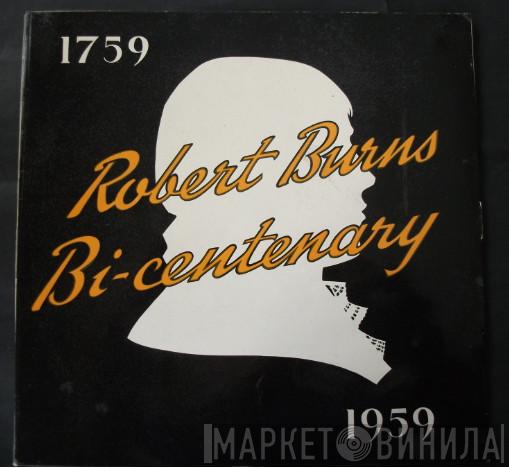 1759
Robert Burns
Bi-centenary
1959
МАРКЕТ ВИНИЛА